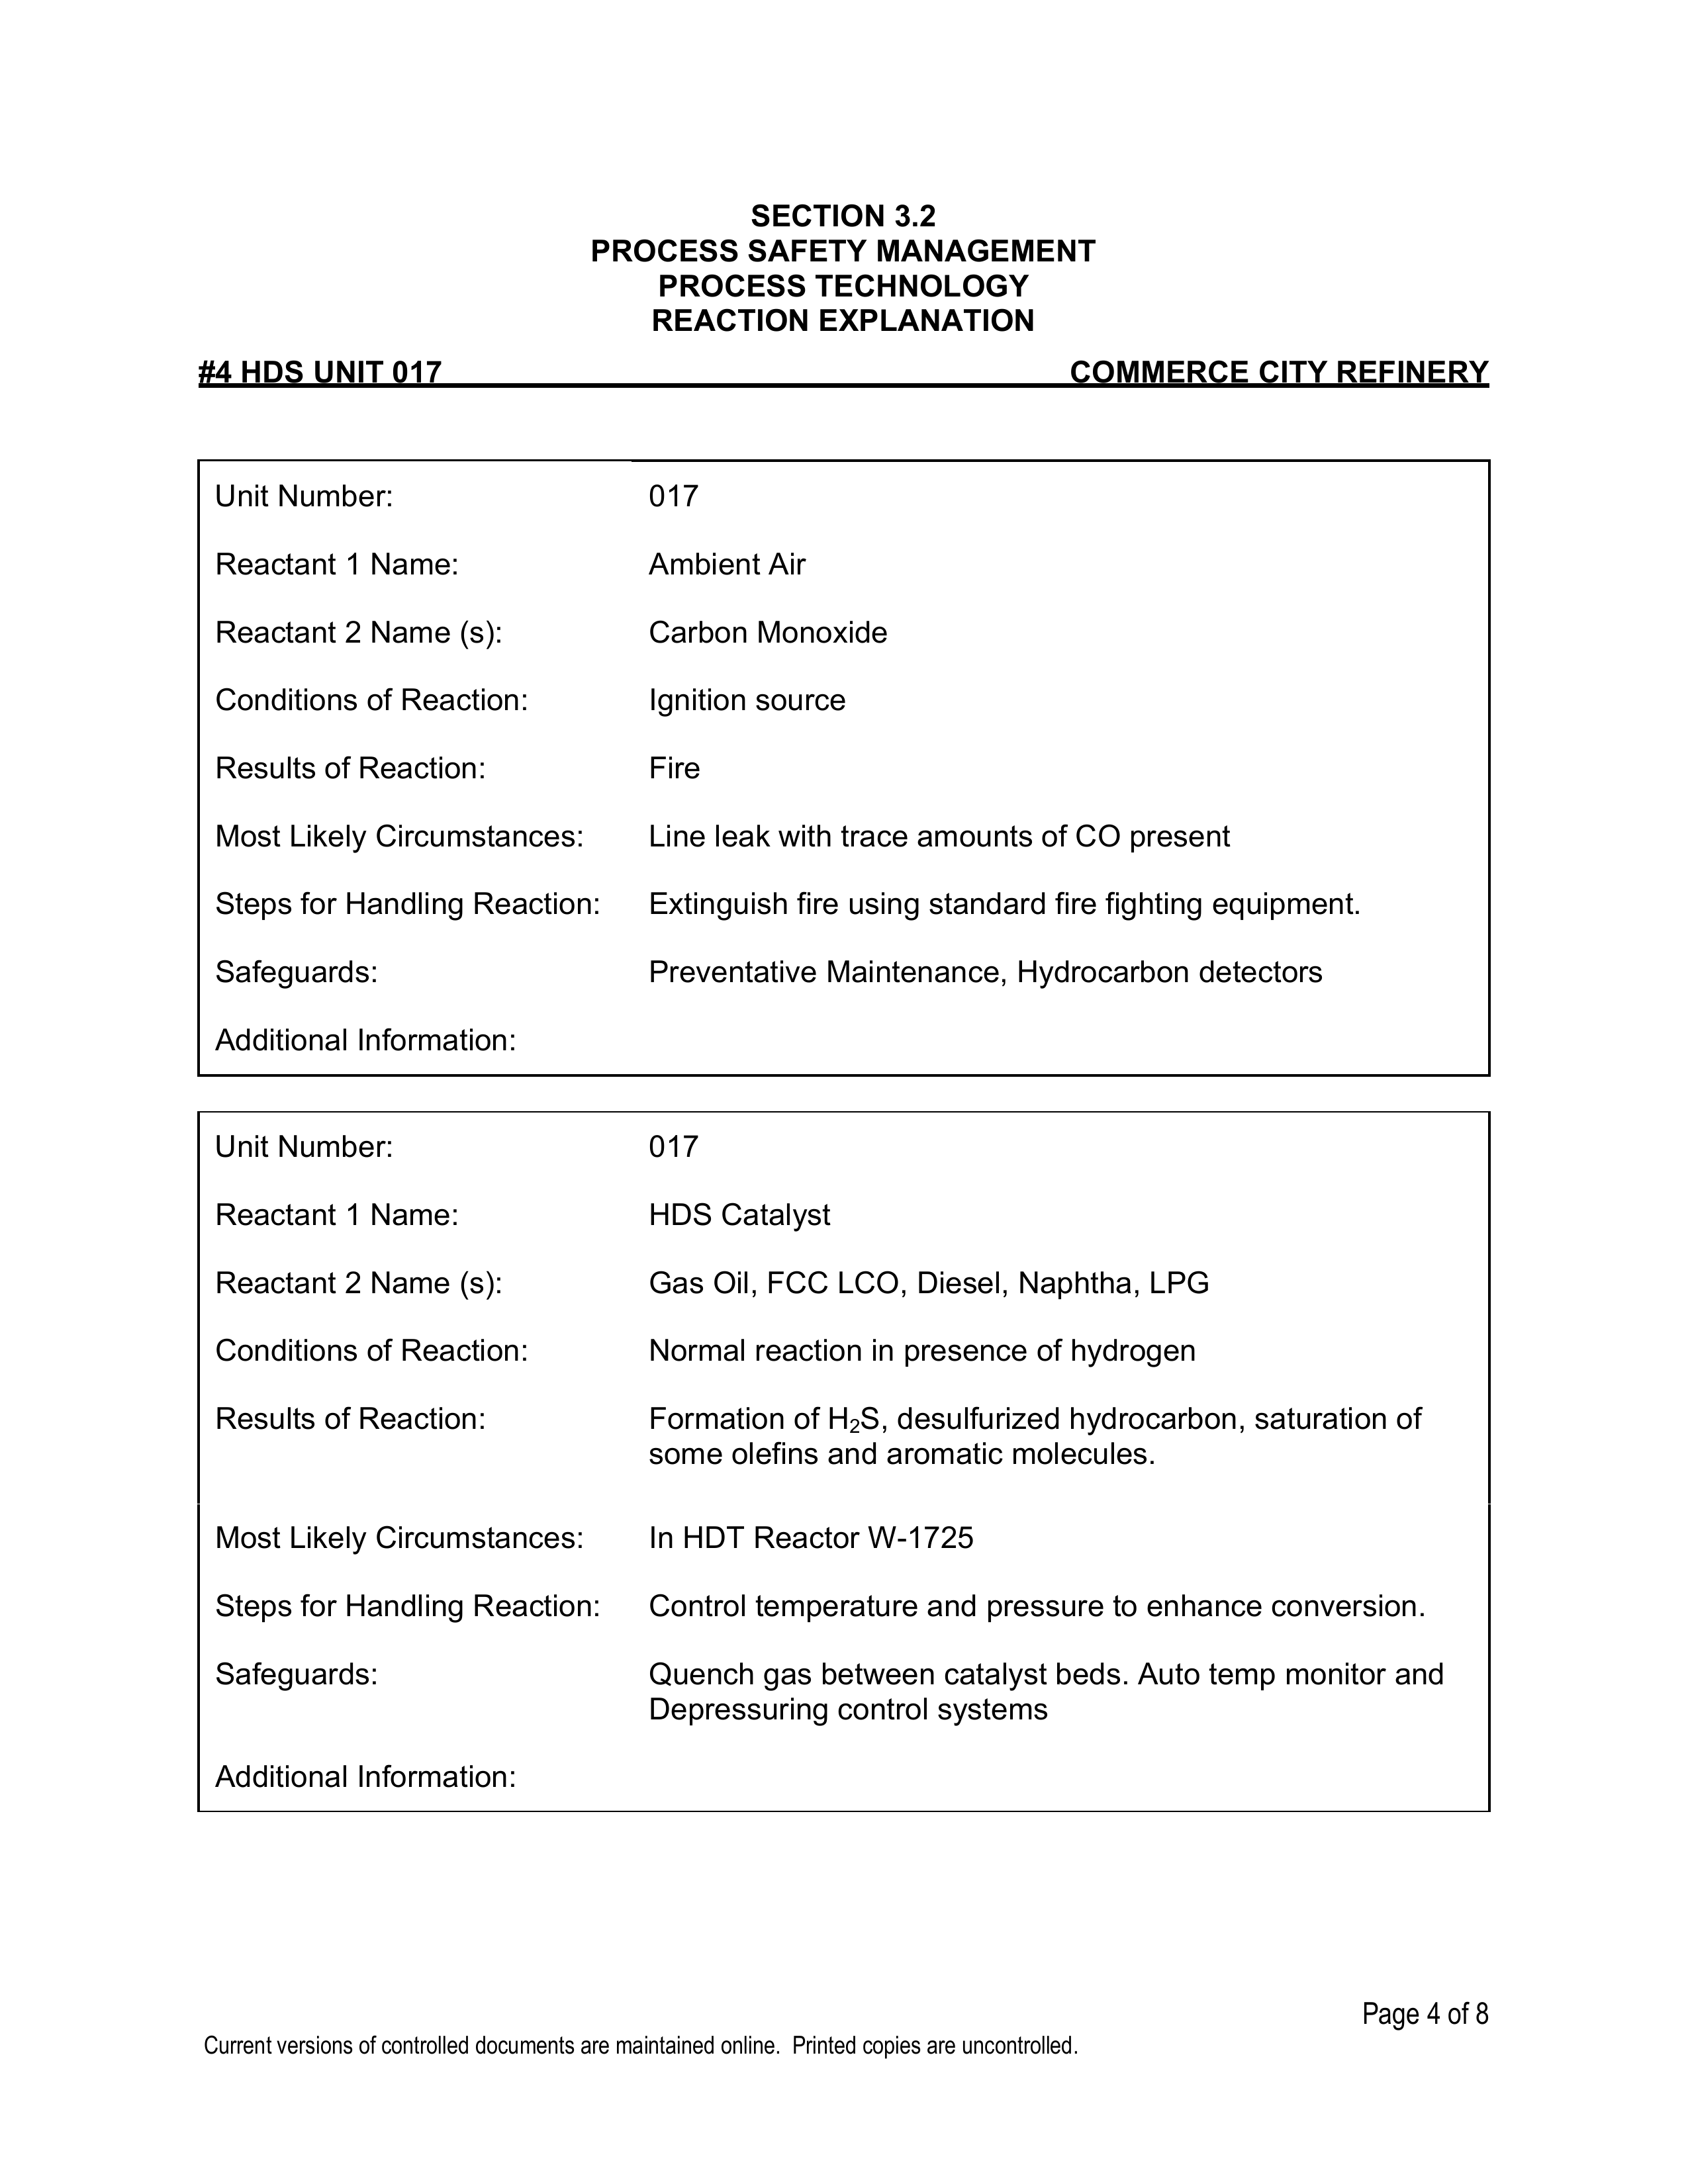 SECTION 3.2
PROCESS SAFETY MANAGEMENT
PROCESS TECHNOLOGY
REACTION EXPLANATION
#4 HDS UNIT 017 COMMERCE CITY REFINERY
Unit Number: 017
Reactant 1 Name: Ambient Air
Reactant 2 Name (s): Carbon Monoxide
Conditions of Reaction: Ignition source
Results of Reaction: Fire
Most Likely Circumstances: Line leak with trace amounts of CO present
Steps for Handling Reaction: Extinguish fire using standard fire fighting equipment.
Safeguards: Preventative Maintenance, Hydrocarbon detectors
Additional Information:
Unit Number: 017
Reactant 1 Name: HDS Catalyst
Reactant 2 Name (s): Gas Oil, FCC LCO, Diesel, Naphtha, LPG
Conditions of Reaction: Normal reaction in presence of hydrogen
Results of Reaction: Formation of H₂S, desulfurized hydrocarbon, saturation of
some olefins and aromatic molecules.
Most Likely Circumstances: In HDT Reactor W-1725
Steps for Handling Reaction: Control temperature and pressure to enhance conversion.
Safeguards: Quench gas between catalyst beds. Auto temp monitor and
Depressuring control systems
Additional Information:
Page 4 of 8
Current versions of controlled documents are maintained online. Printed copies are uncontrolled.